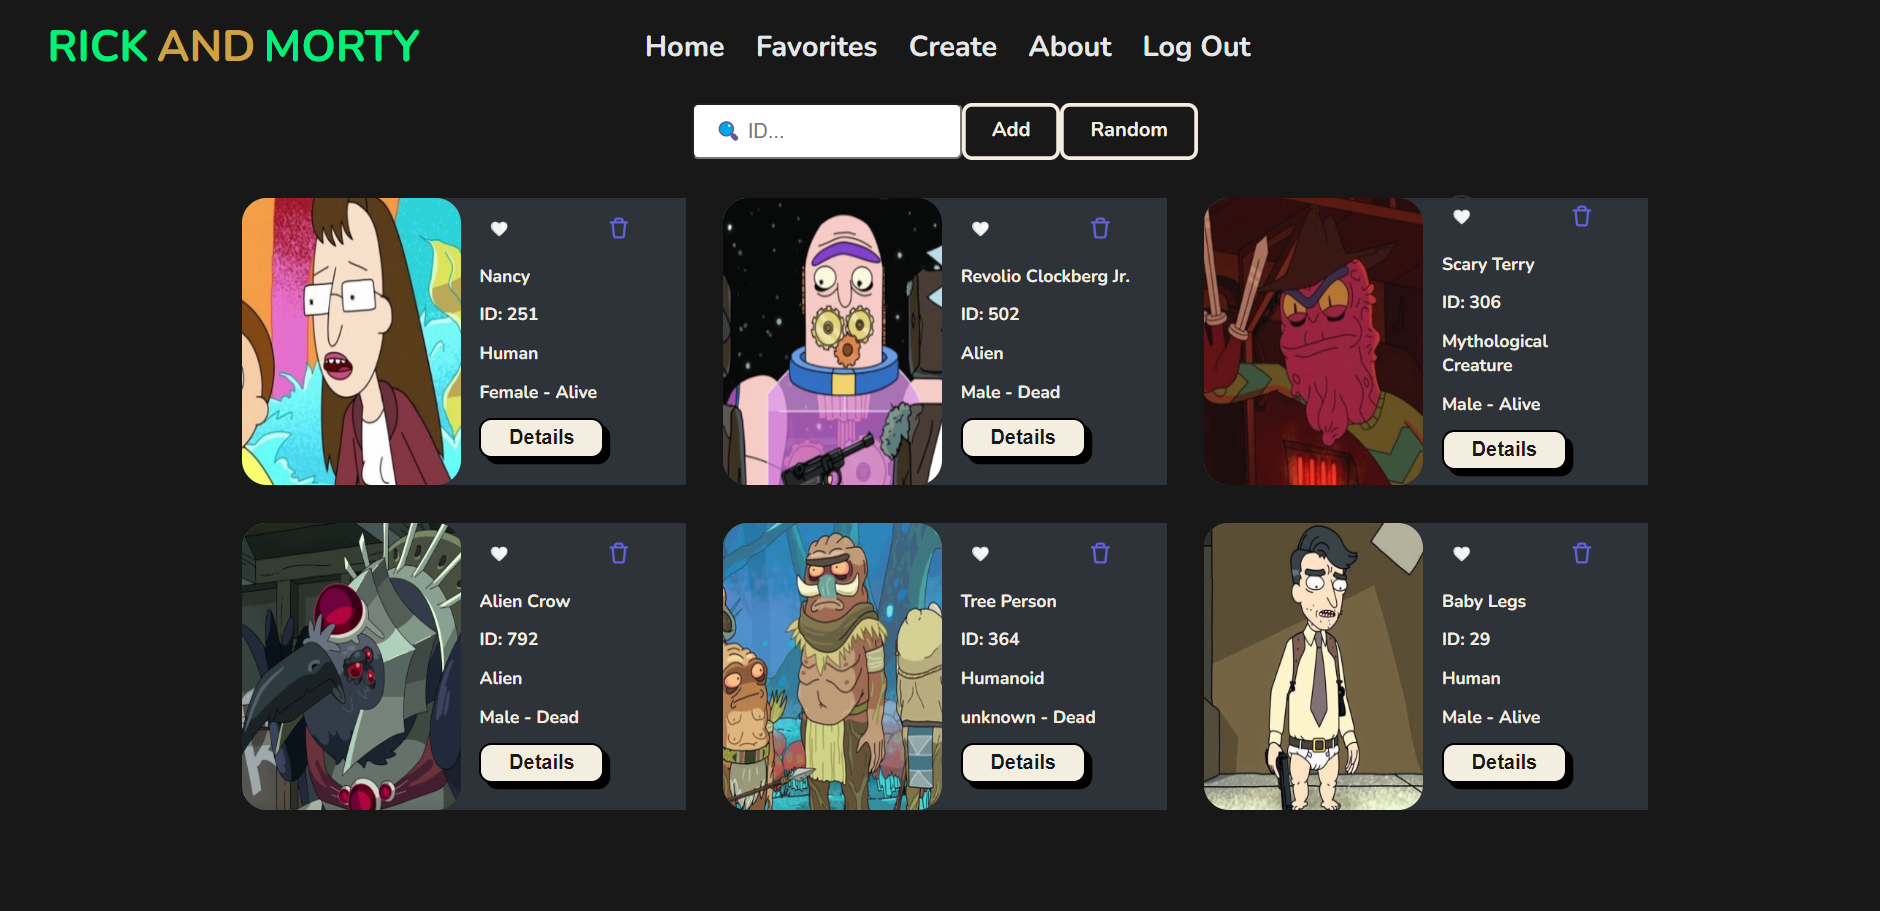 RICK AND MORTY
Home Favorites Create About Log Out
ID...
Add
Random
Nancy
ID: 251
Human
Female - Alive
Details
Revolio Clockberg Jr.
ID: 502
Alien
Male - Dead
Details
Scary Terry
ID: 306
Mythological
Creature
Male - Alive
Details
Alien Crow
ID: 792
Alien
Male - Dead
Details
Tree Person
ID: 364
Humanoid
unknown - Dead
Details
Baby Legs
ID: 29
Human
Male - Alive
Details